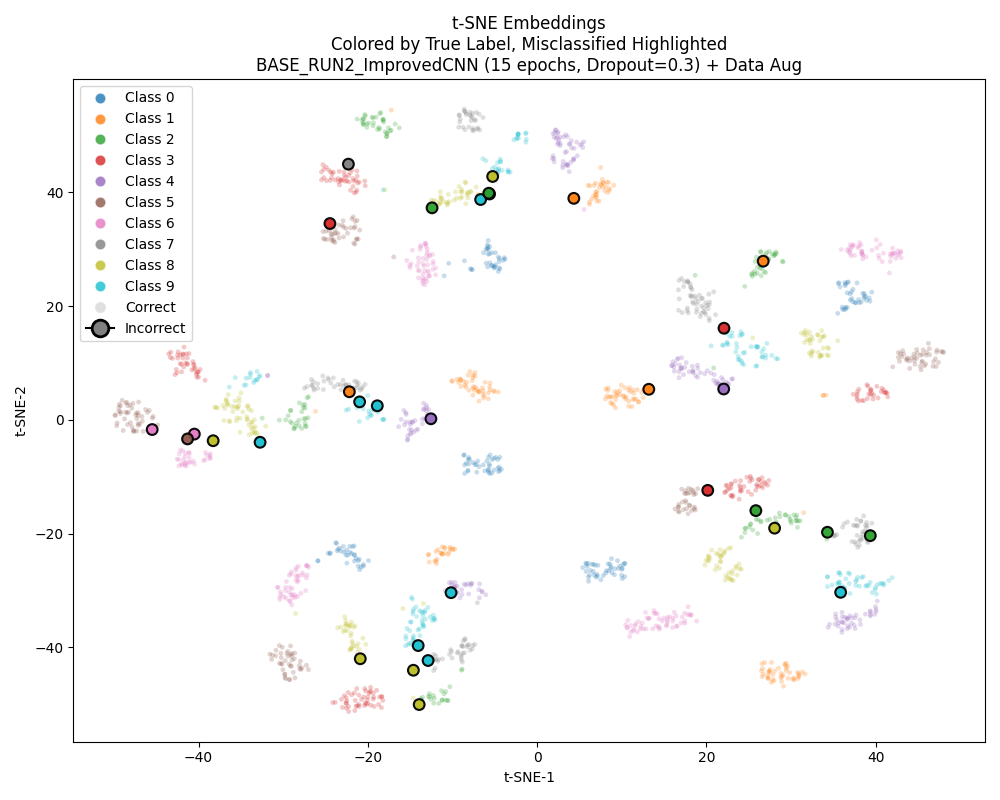 t-SNE Embeddings
Colored by True Label, Misclassified Highlighted
BASE_RUN2_ImprovedCNN (15 epochs, Dropout=0.3) + Data Aug
Class 0
Class 1
Class 2
Class 3
Class 4
Class 5
Class 6
Class 7
Class 8
Class 9
Correct
Incorrect
40
20
0
−20
−40
t-SNE-2
−40
−20
0
20
40
t-SNE-1